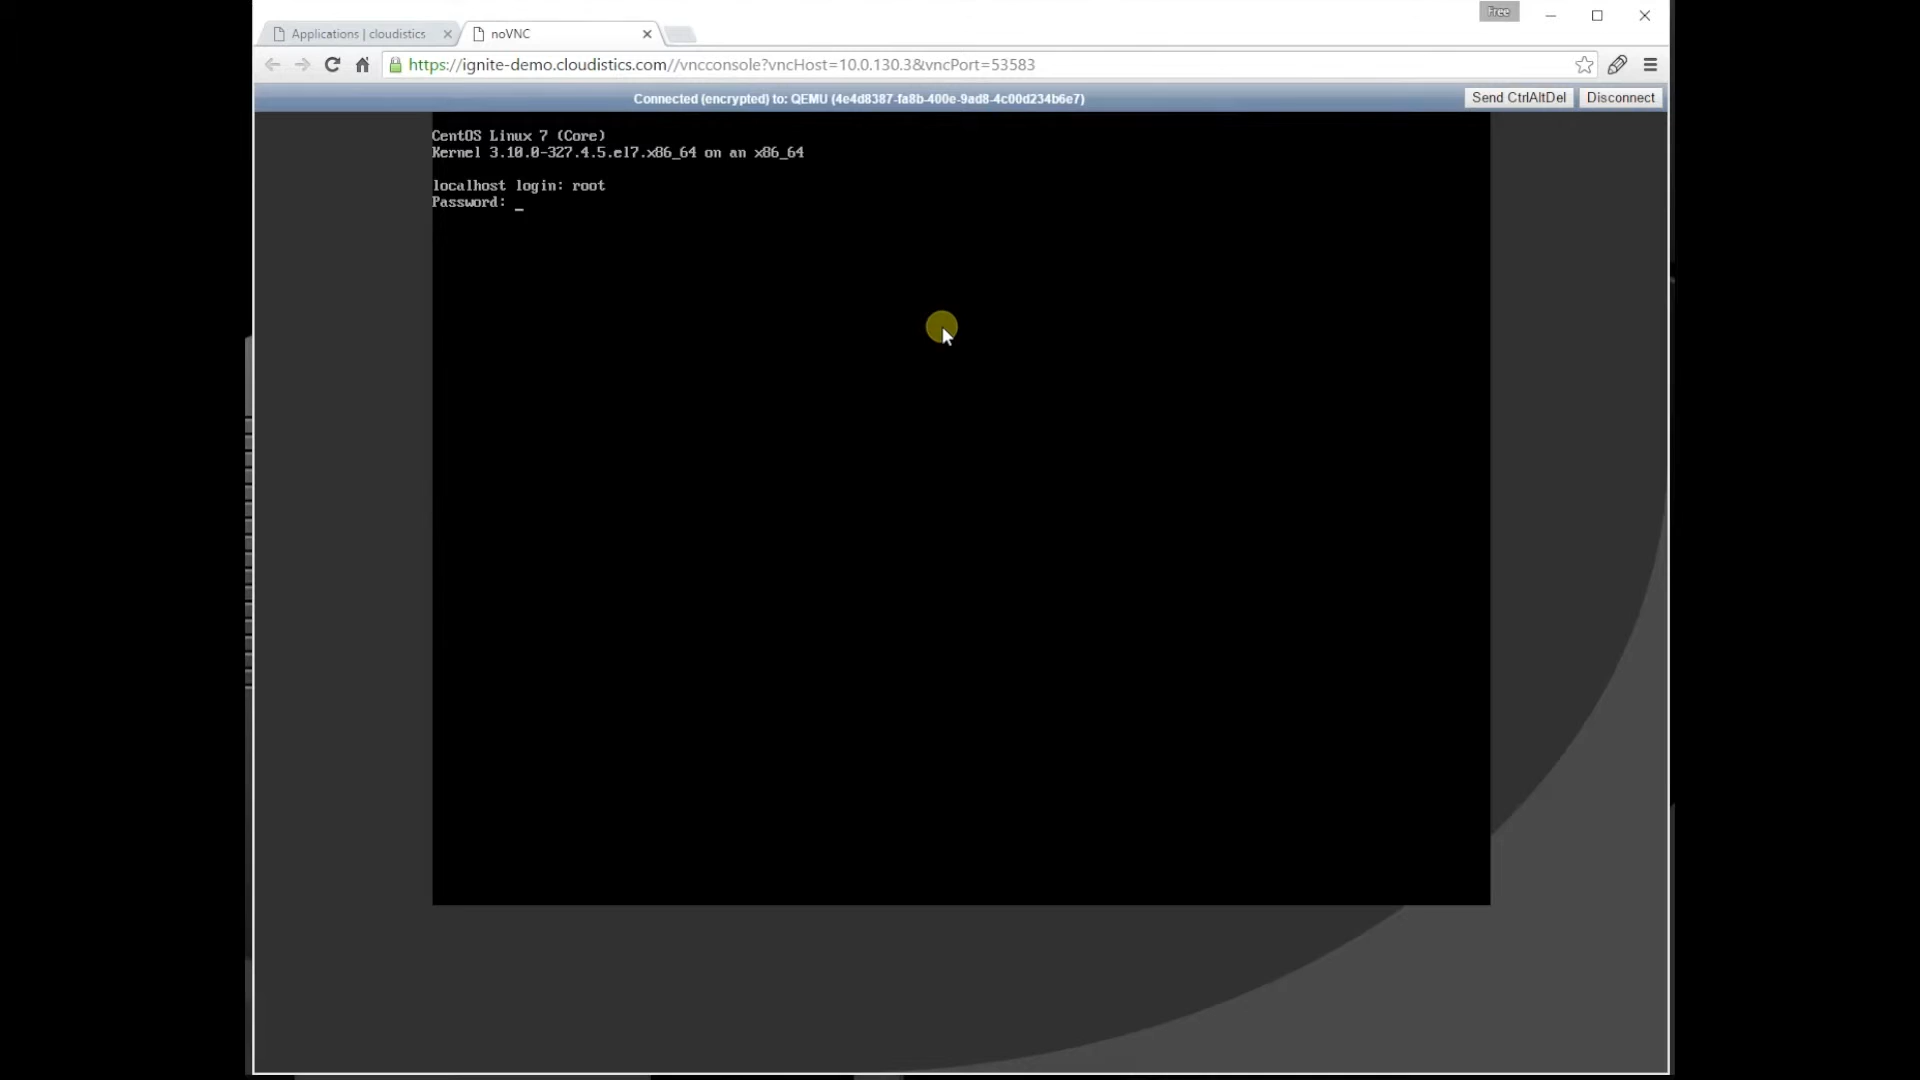 Free
Applications | cloudistics
noVNC
https://ignite-demo.cloudistics.com//vncconsole?vncHost=10.0.130.3&vncPort=53583
Connected (encrypted) to: QEMU (4e4d8387-fa8b-400e-9ad8-4c00d234b6e7)
Send CtrlAltDel
Disconnect
CentOS Linux 7 (Core)
Kernel 3.10.0-327.4.5.el7.x86_64 on an x86_64
localhost login: root
Password: _